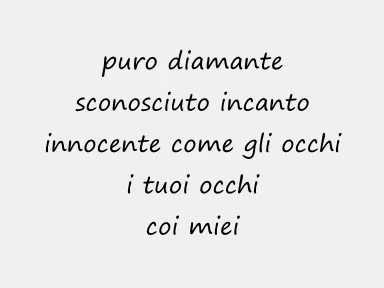 puro diamante
sconosciuto incanto
innocente come gli occhi
i tuoi occhi
coi miei